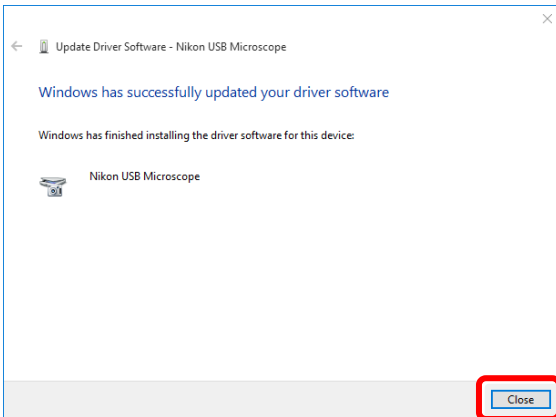 Update Driver Software - Nikon USB Microscope
Windows has successfully updated your driver software
Windows has finished installing the driver software for this device:
Nikon USB Microscope
Close